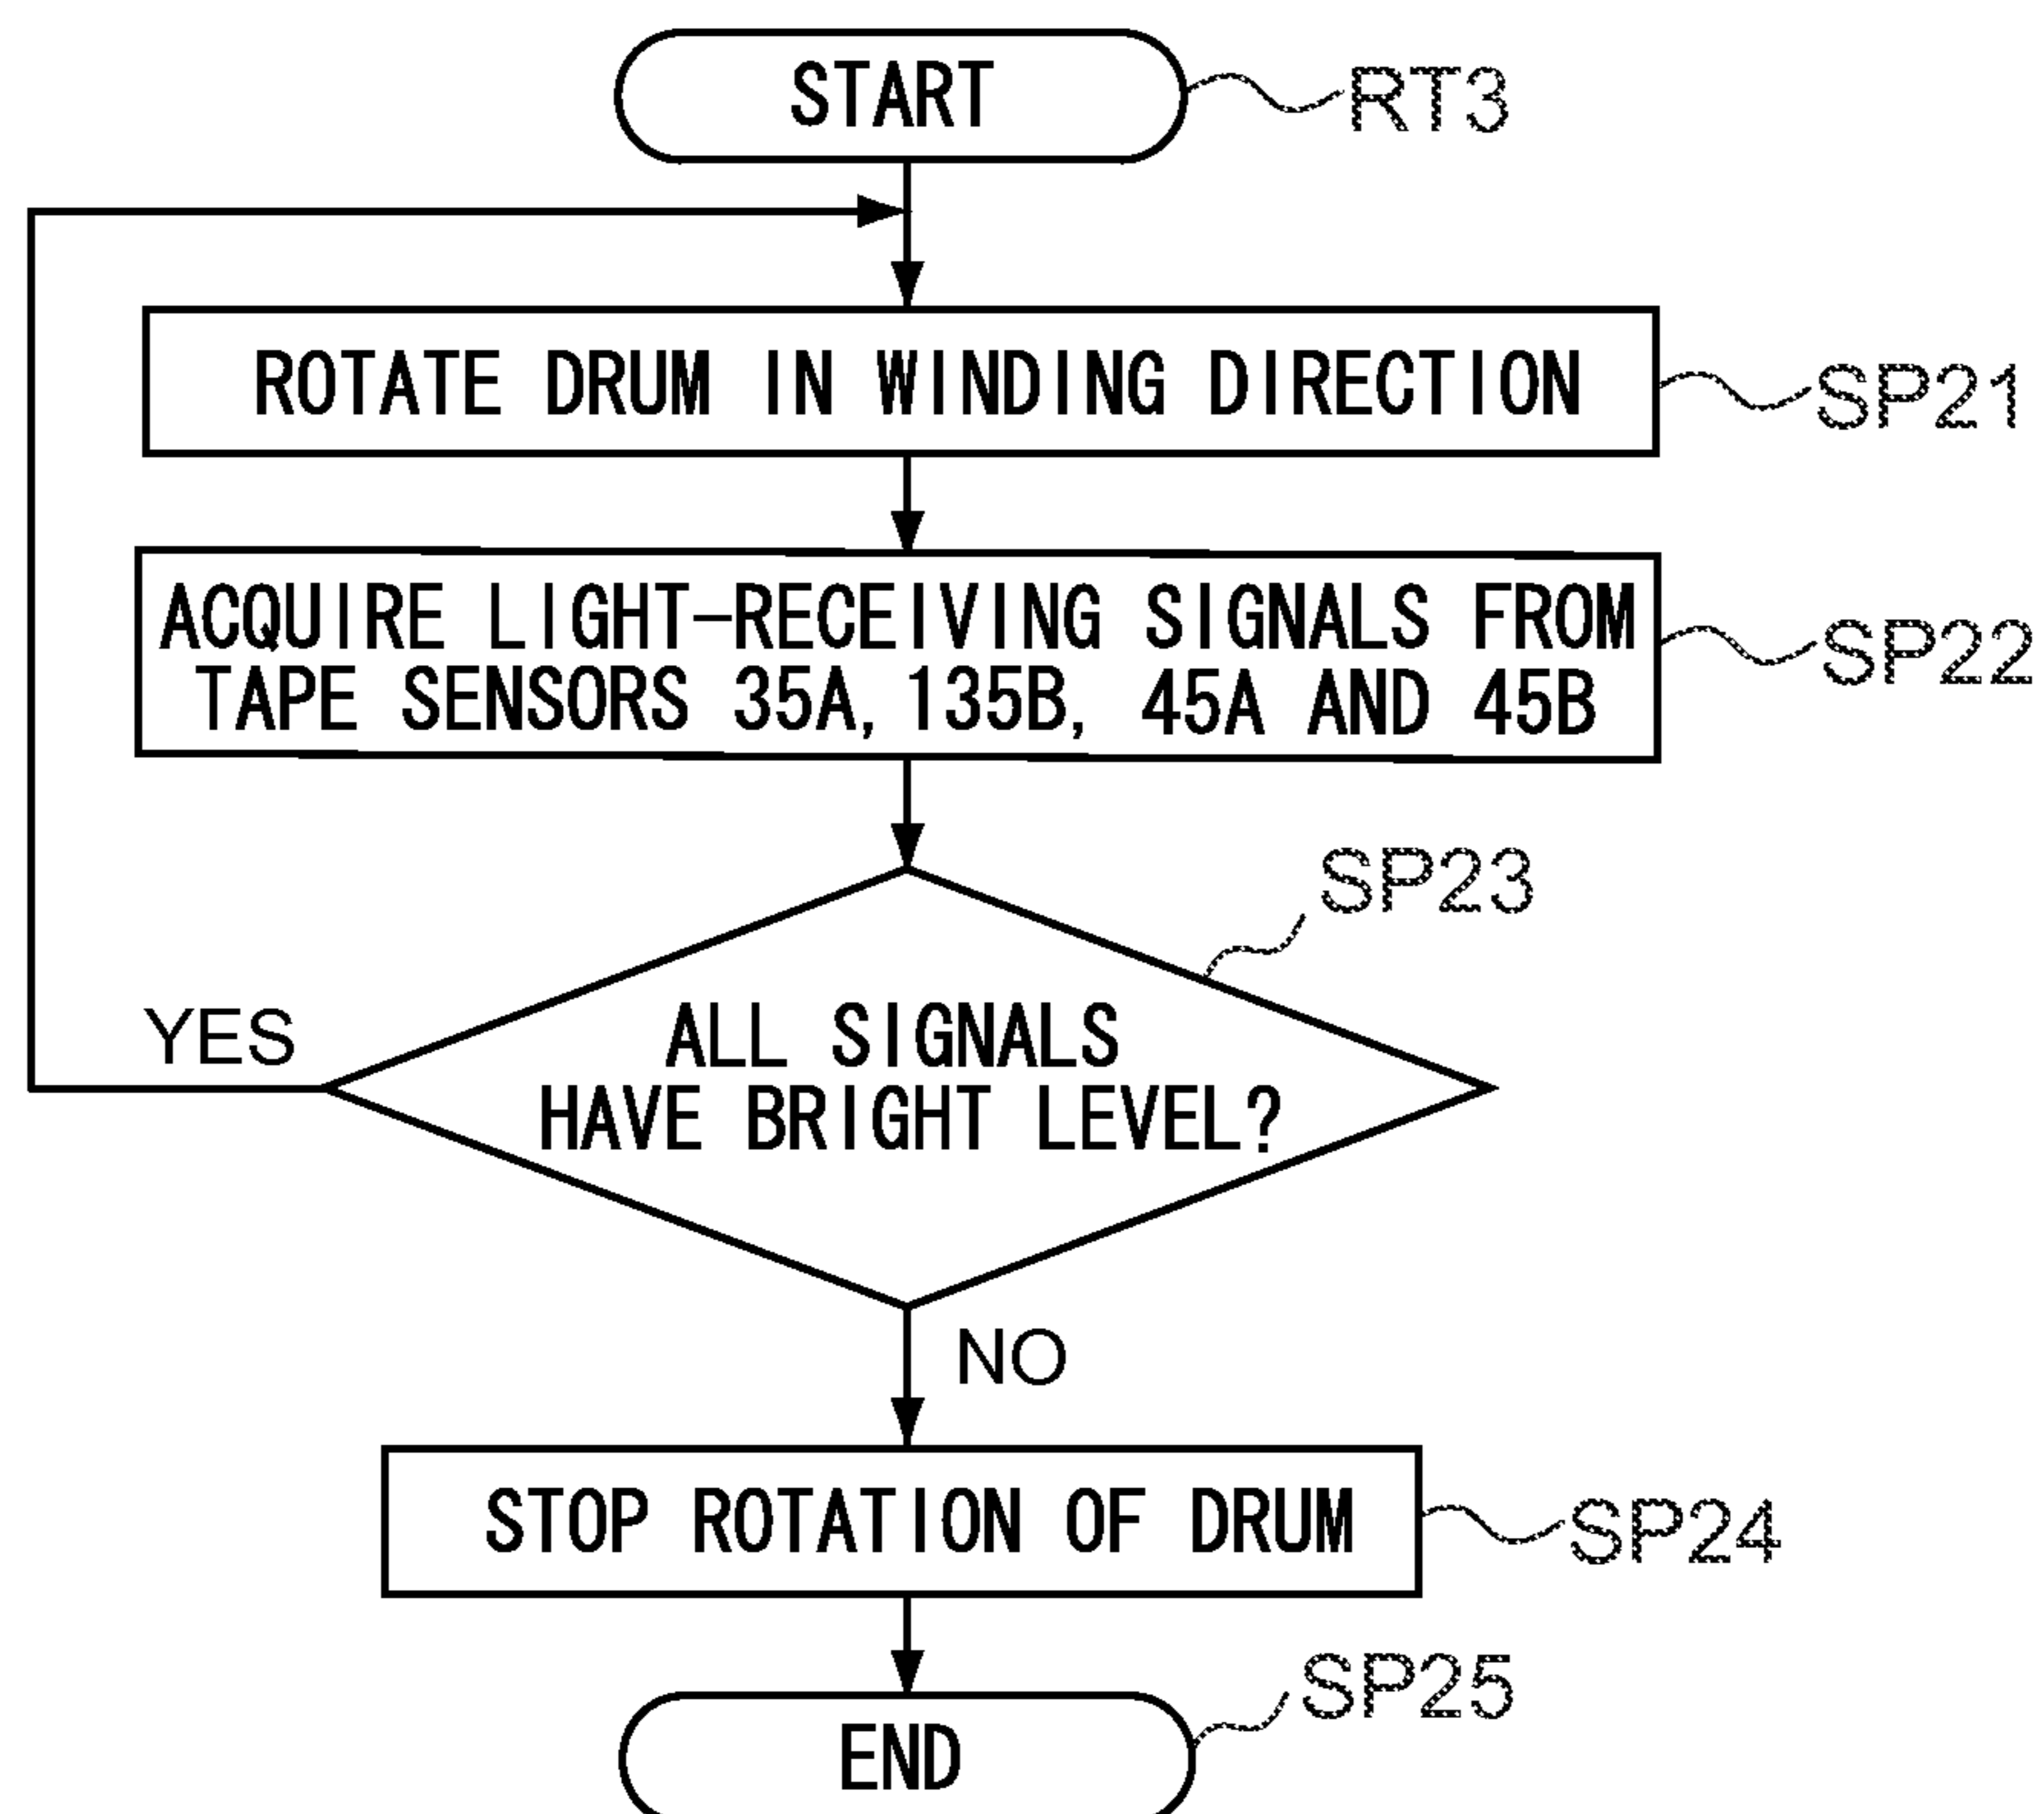 START
RT3
ROTATE DRUM IN WINDING DIRECTION
SP21
ACQUIRE LIGHT-RECEIVING SIGNALS FROM
TAPE SENSORS 35A, 135B, 45A AND 45B
SP22
SP23
YES
ALL SIGNALS
HAVE BRIGHT LEVEL?
NO
STOP ROTATION OF DRUM
SP24
SP25
END